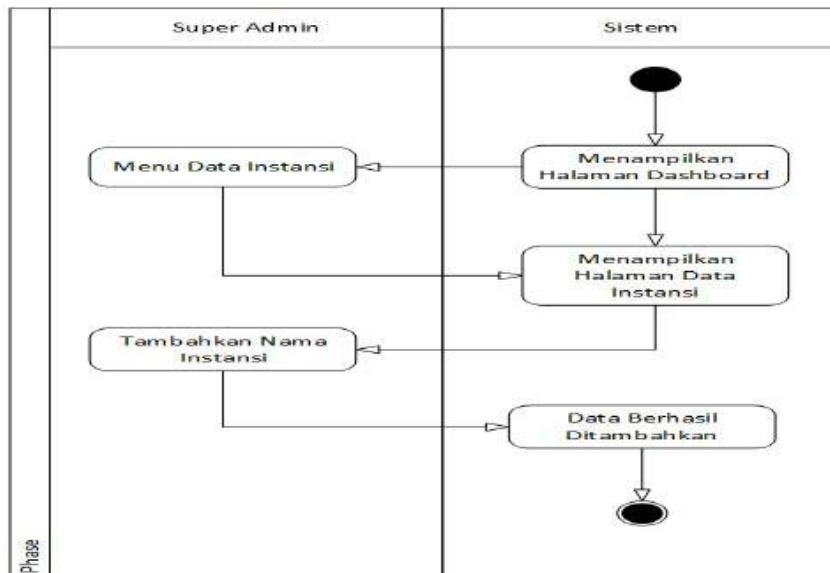 Super Admin
Sistem
Menampilkan
Halaman Dashboard
Menu Data Instansi
Menampilkan
Halaman Data
Instansi
Tambahkan Nama
Instansi
Data Berhasil
Ditambahkan
Phase